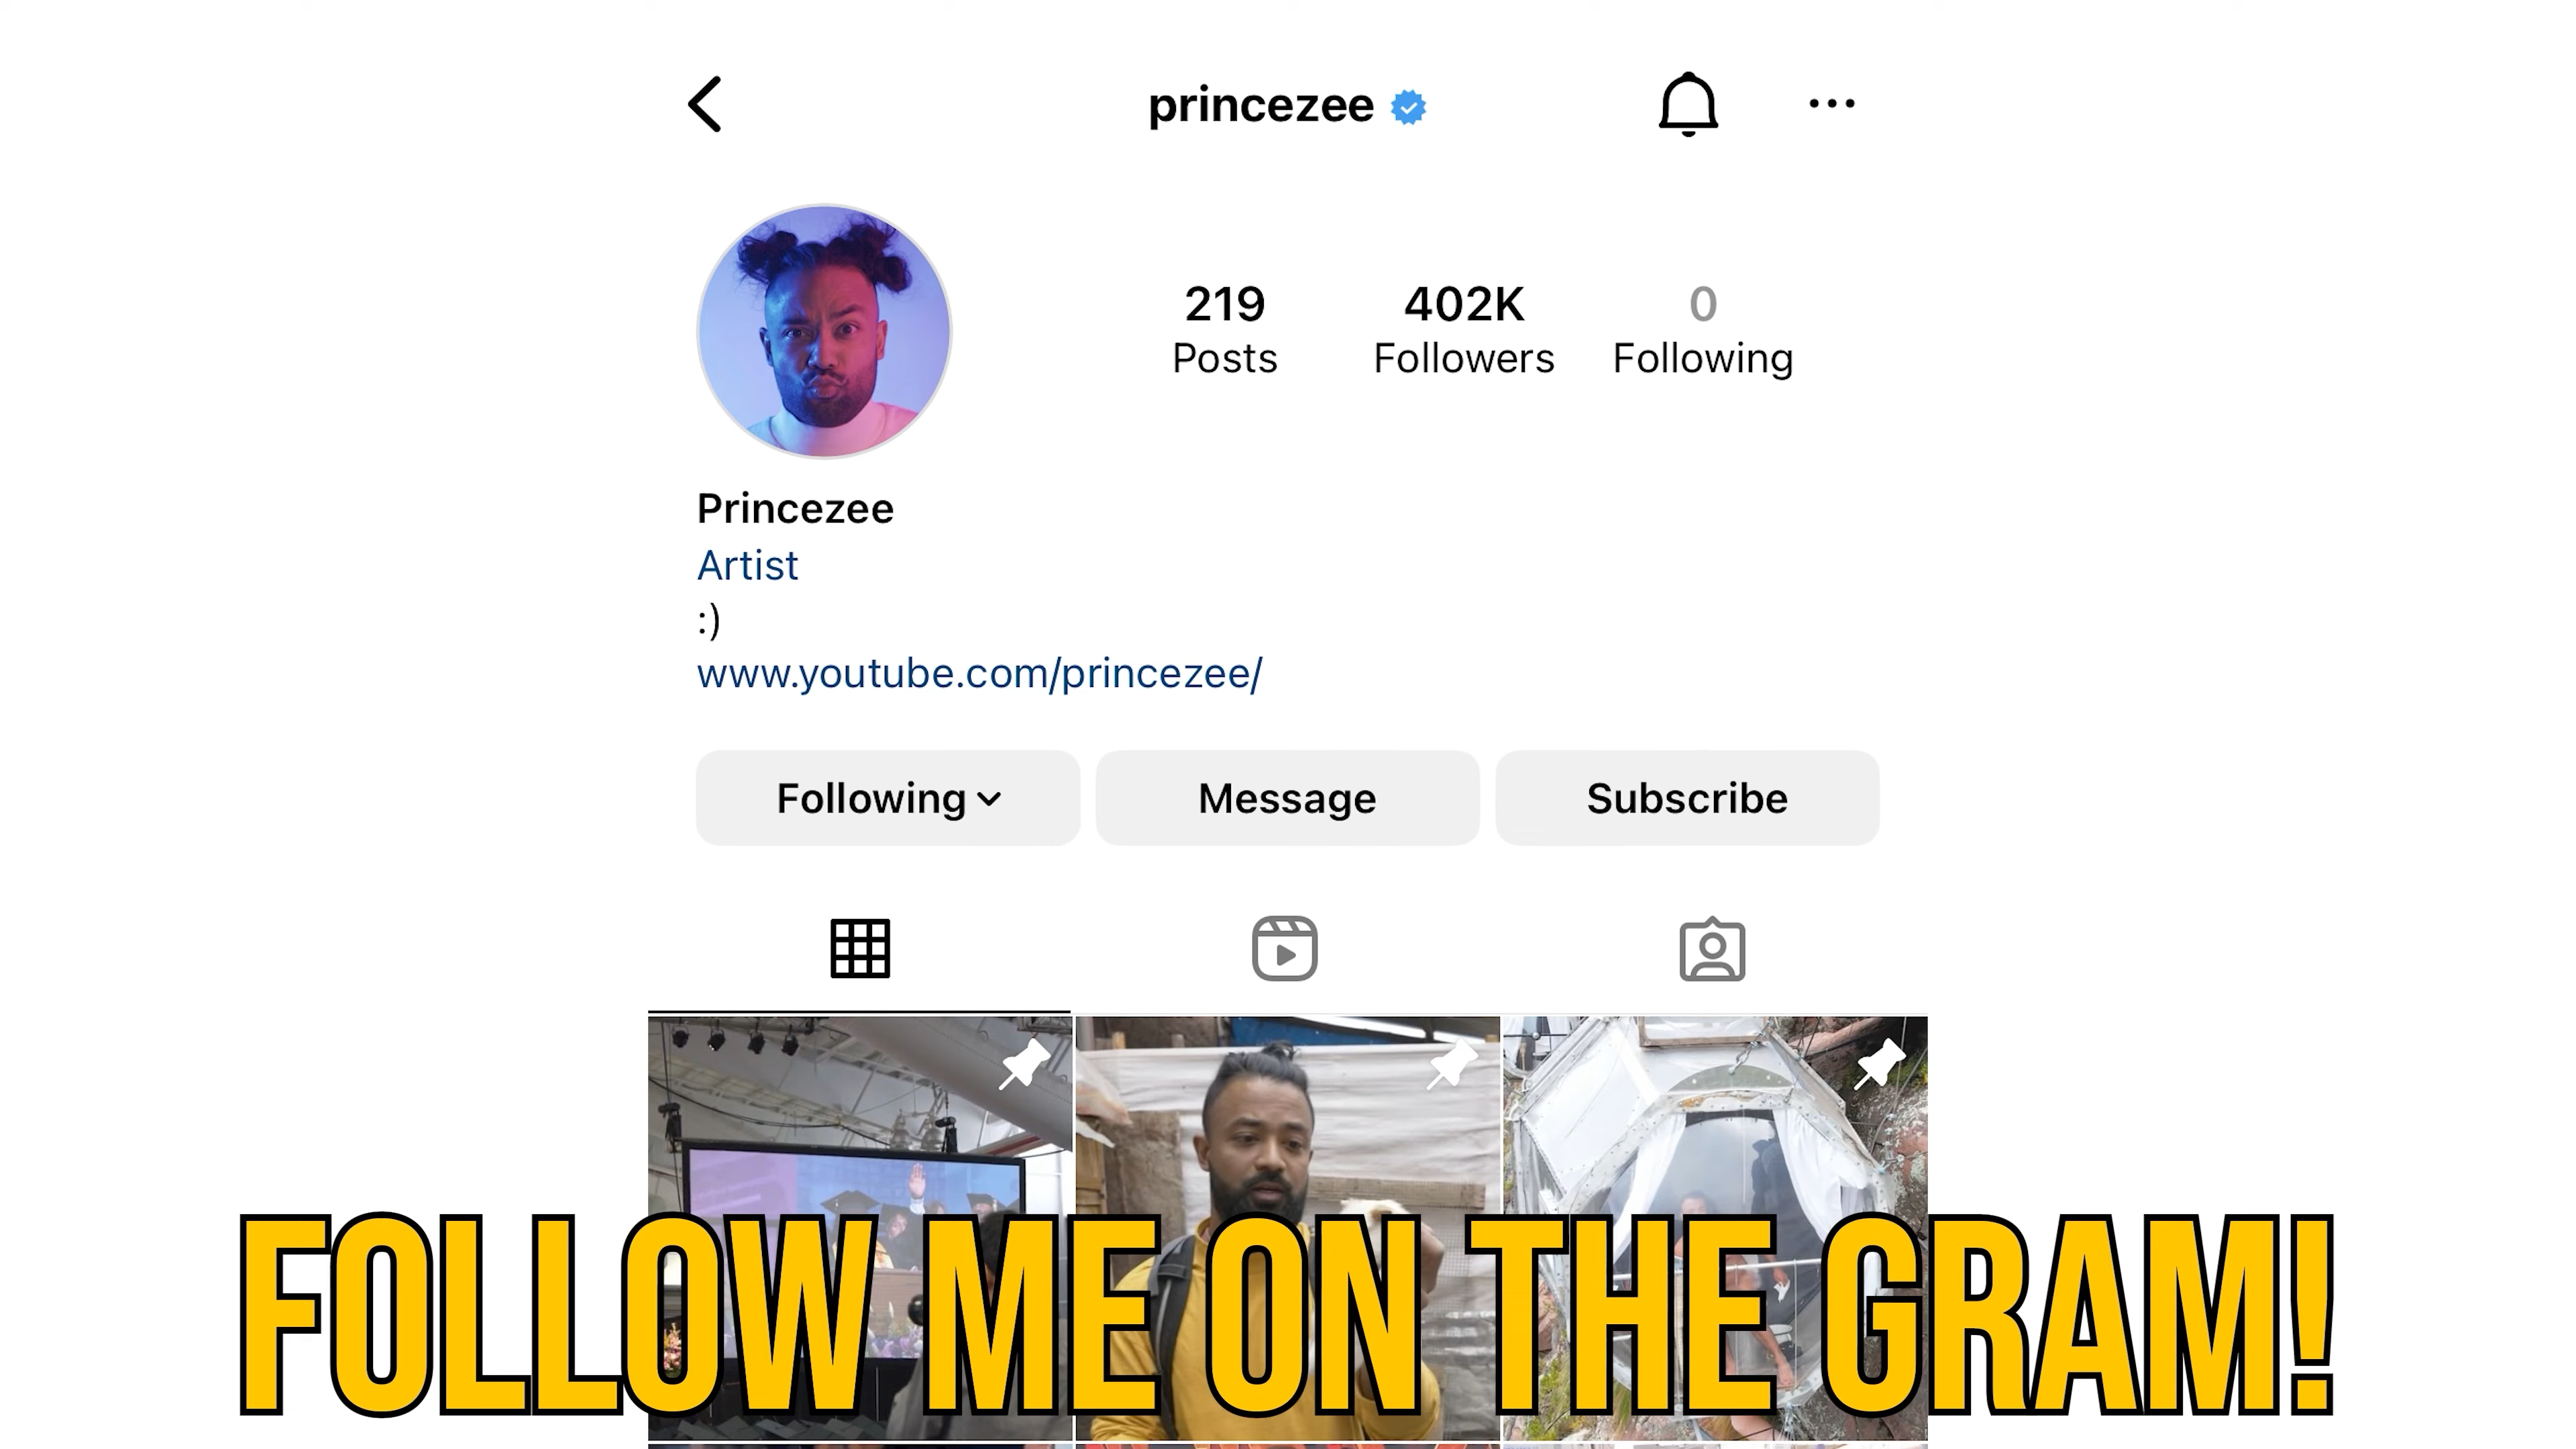 princezee
219 402K 0
Posts Followers Following
Princezee
Artist
:)
www.youtube.com/princezee/
Following Message Subscribe
FOLLOW ME ON THE GRAM!